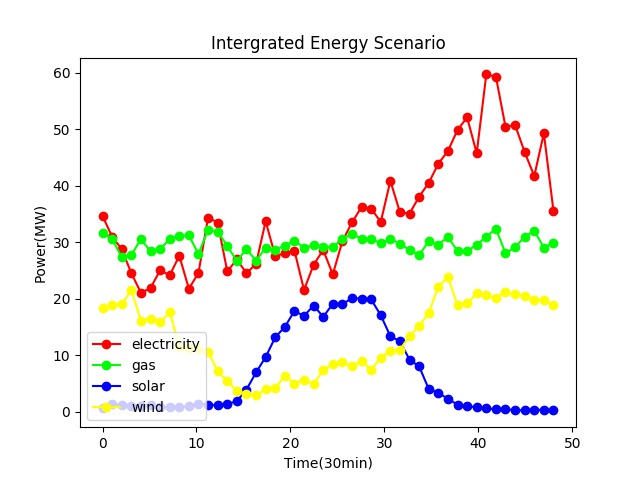 Intergrated Energy Scenario
Power(MW)
60
50
40
30
20
10
0
electricity
gas
solar
wind
0 10 20 30 40 50
Time(30min)